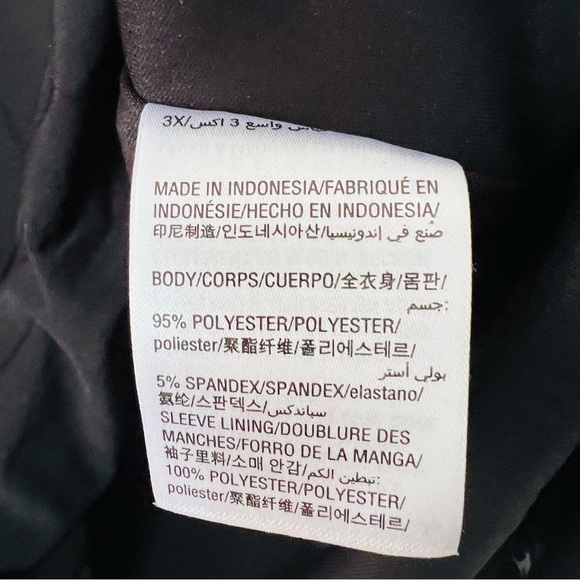 3X/واسع 3 اكس
MADE IN INDONESIA/FABRIQUÉ EN
INDONÉSIE/HECHO EN INDONESIA/
印尼制造/인도네시아산/صنع في إندونيسيا
BODY/CORPS/CUERPO/全衣身/몸판/
جسم:
95% POLYESTER/POLYESTER/
poliester/聚酯纤维/폴리에스테르/
بولي أستر
5% SPANDEX/SPANDEX/elastano/
氨纶/스판덱스/سباندكس
SLEEVE LINING/DOUBLURE DES
MANCHES/FORRO DE LA MANGA/
袖子里料/소매 안감/تبطين الكم:
100% POLYESTER/POLYESTER/
poliester/聚酯纤维/폴리에스테르/